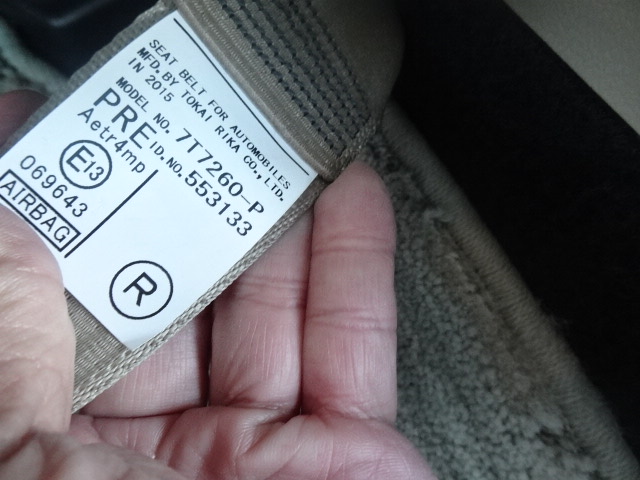 SEAT BELT FOR AUTOMOBILES
MFD. BY TOKAI RIKA CO., LTD.
IN 2015
MODEL NO. 7T7260-P
PRE ID. NO. 553133
Aetr4mp
E13
069643
AIRBAG
R